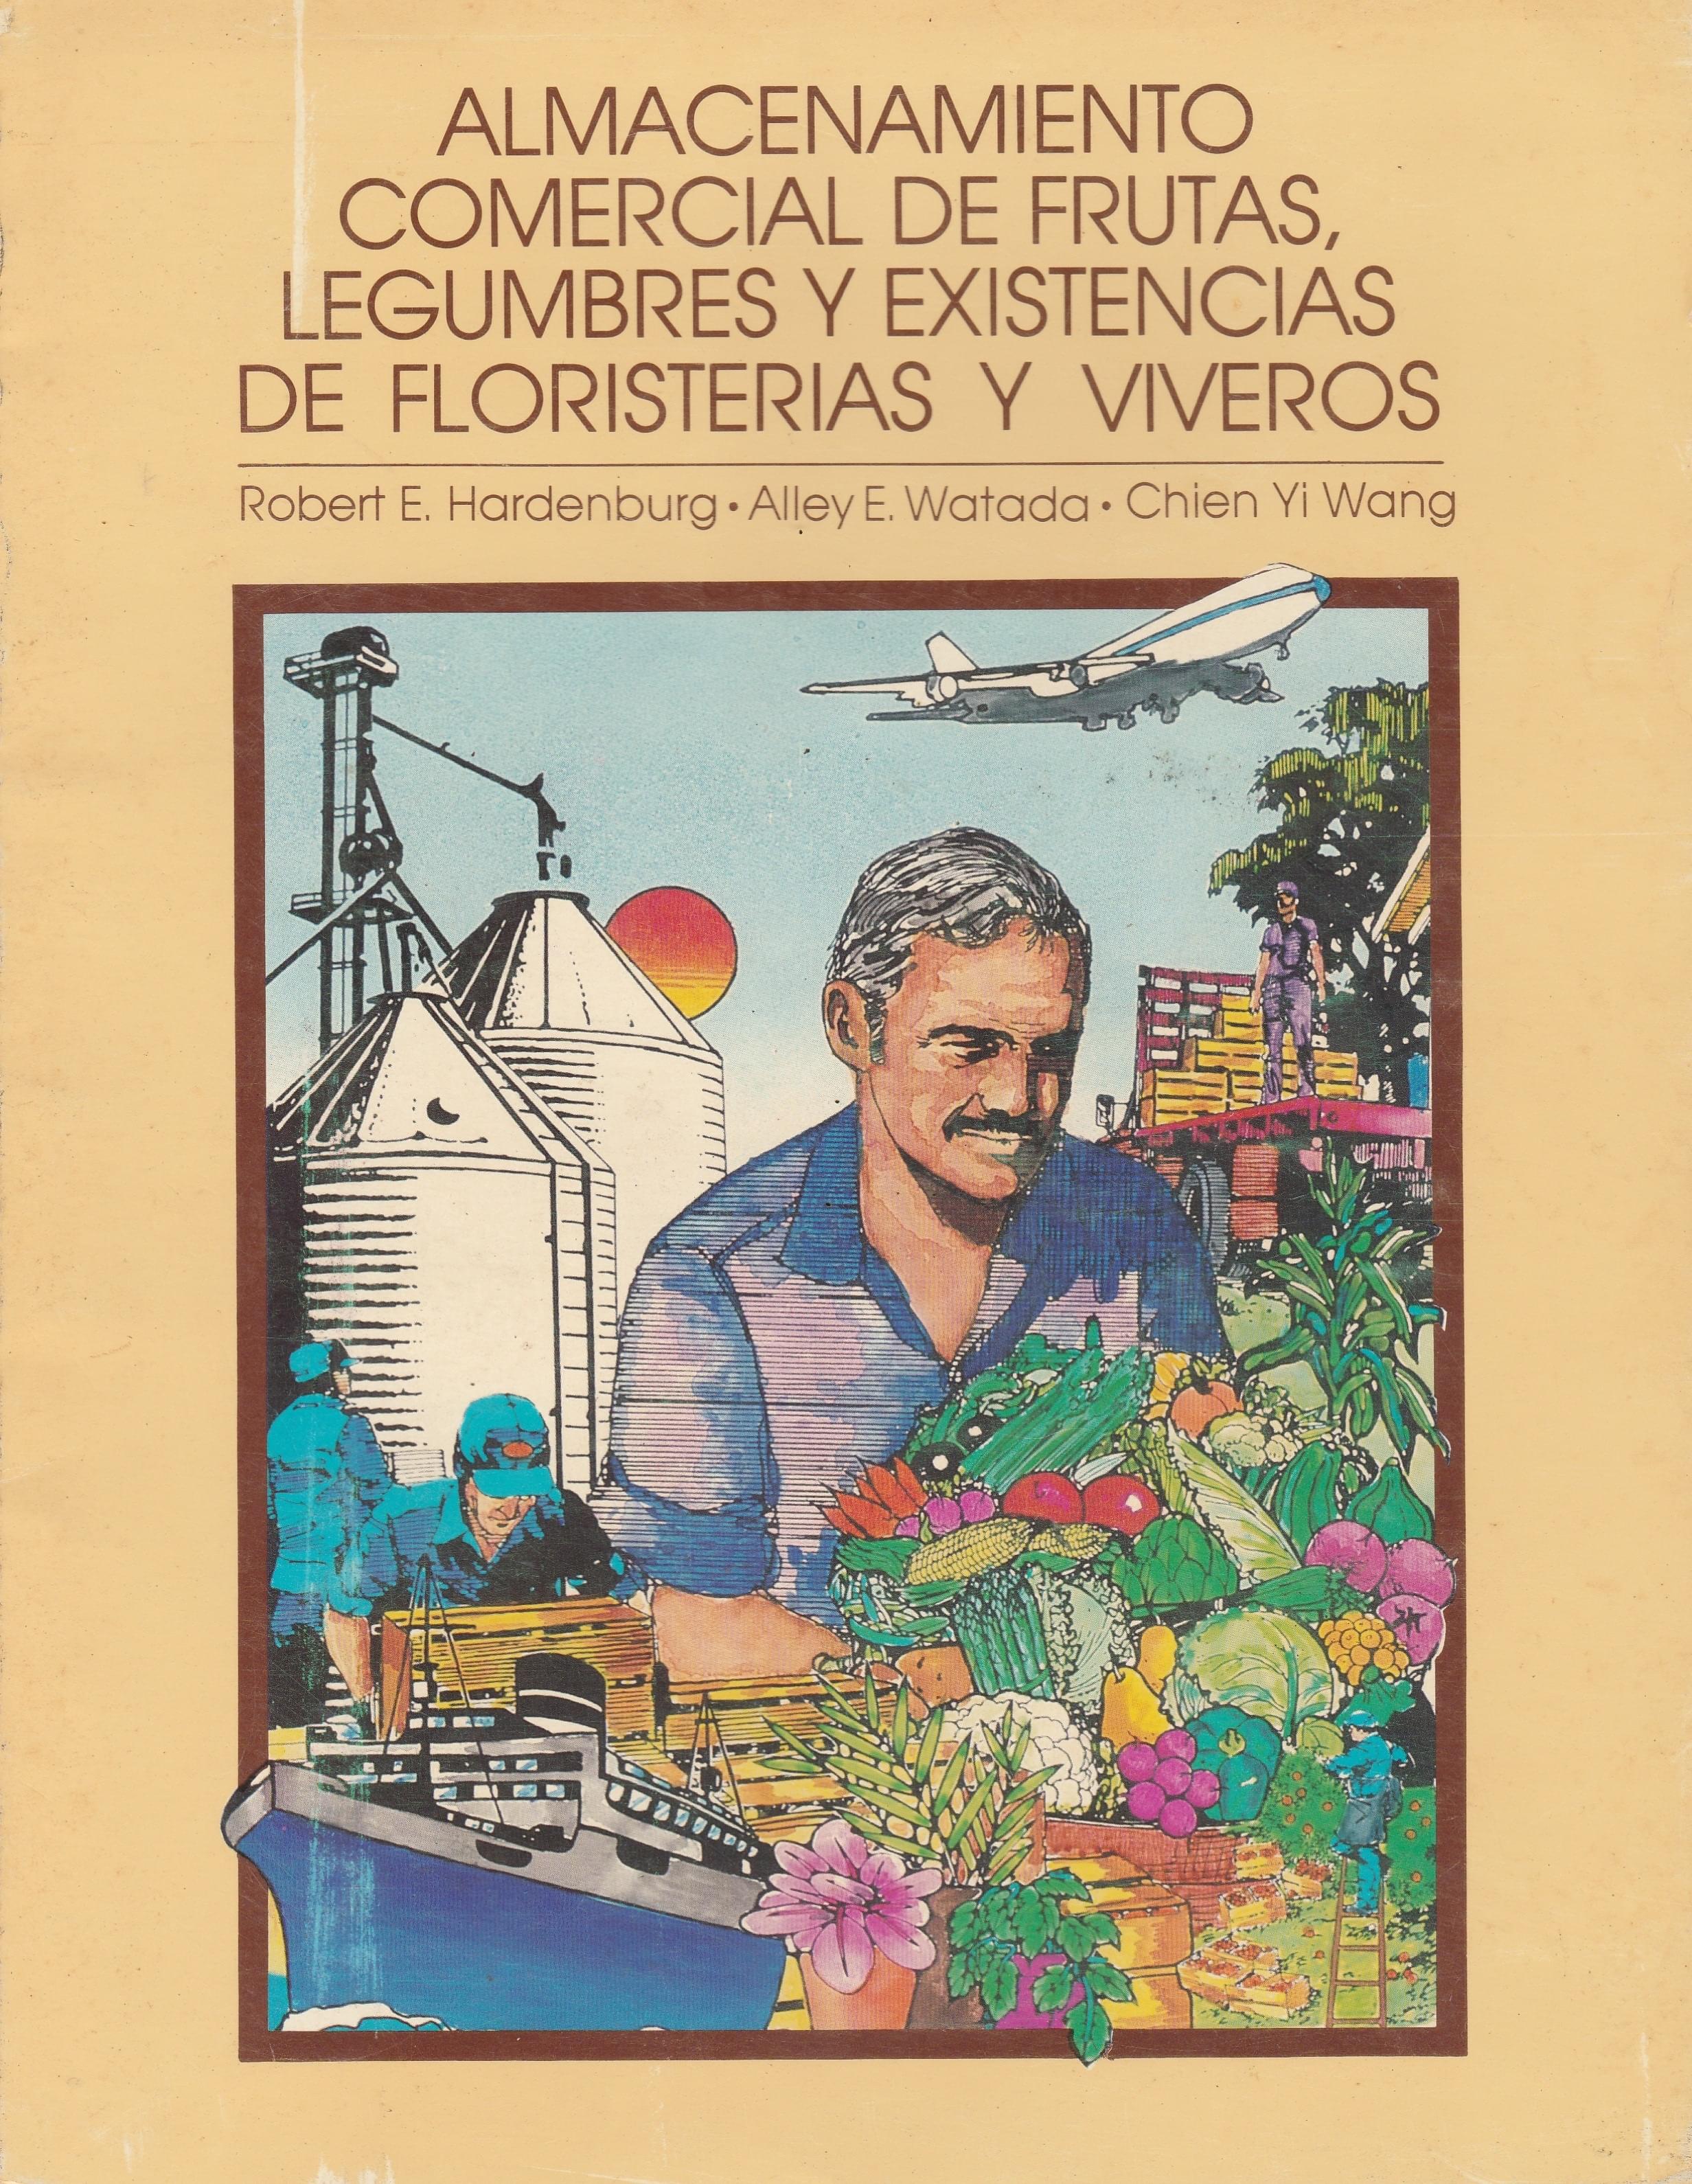 ALMACENAMIENTO
COMERCIAL DE FRUTAS,
LEGUMBRES Y EXISTENCIAS
DE FLORISTERIAS Y VIVEROS
Robert E. Hardenburg • Alley E. Watada • Chien Yi Wang